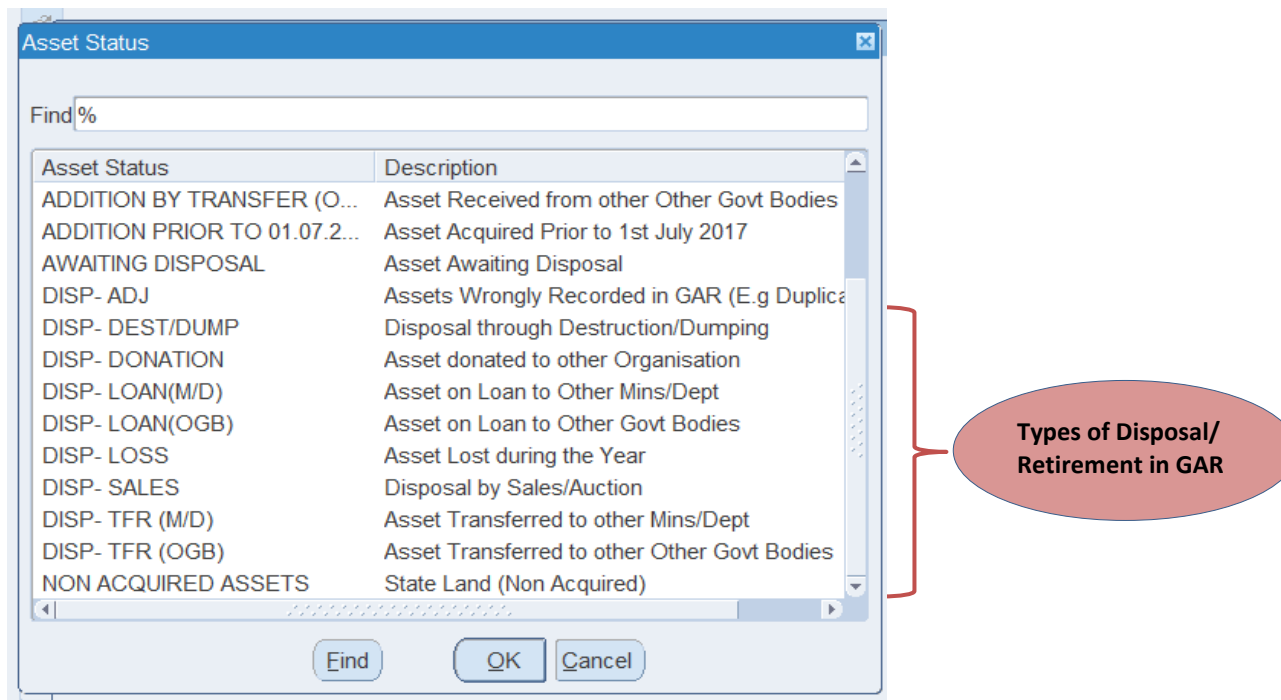 Asset Status
Find %
Asset Status Description
ADDITION BY TRANSFER (O... Asset Received from other Other Govt Bodies
ADDITION PRIOR TO 01.07.2... Asset Acquired Prior to 1st July 2017
AWAITING DISPOSAL Asset Awaiting Disposal
DISP- ADJ Assets Wrongly Recorded in GAR (E.g Duplica
DISP- DEST/DUMP Disposal through Destruction/Dumping
DISP- DONATION Asset donated to other Organisation
DISP- LOAN(M/D) Asset on Loan to Other Mins/Dept
DISP- LOAN(OGB) Asset on Loan to Other Govt Bodies
DISP- LOSS Asset Lost during the Year
DISP- SALES Disposal by Sales/Auction
DISP- TFR (M/D) Asset Transferred to other Mins/Dept
DISP- TFR (OGB) Asset Transferred to other Other Govt Bodies
NON ACQUIRED ASSETS State Land (Non Acquired)
Find OK Cancel
Types of Disposal/
Retirement in GAR